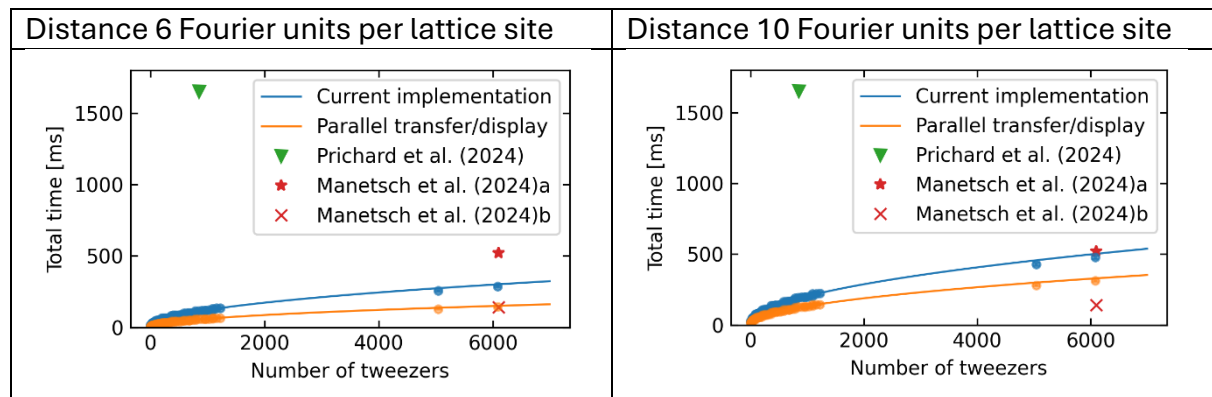 Distance 6 Fourier units per lattice site
Distance 10 Fourier units per lattice site
Total time [ms]
1500
1000
500
0
Current implementation
Parallel transfer/display
Prichard et al. (2024)
Manetsch et al. (2024)a
Manetsch et al. (2024)b
0 2000 4000 6000
Number of tweezers
Total time [ms]
1500
1000
500
0
Current implementation
Parallel transfer/display
Prichard et al. (2024)
Manetsch et al. (2024)a
Manetsch et al. (2024)b
0 2000 4000 6000
Number of tweezers